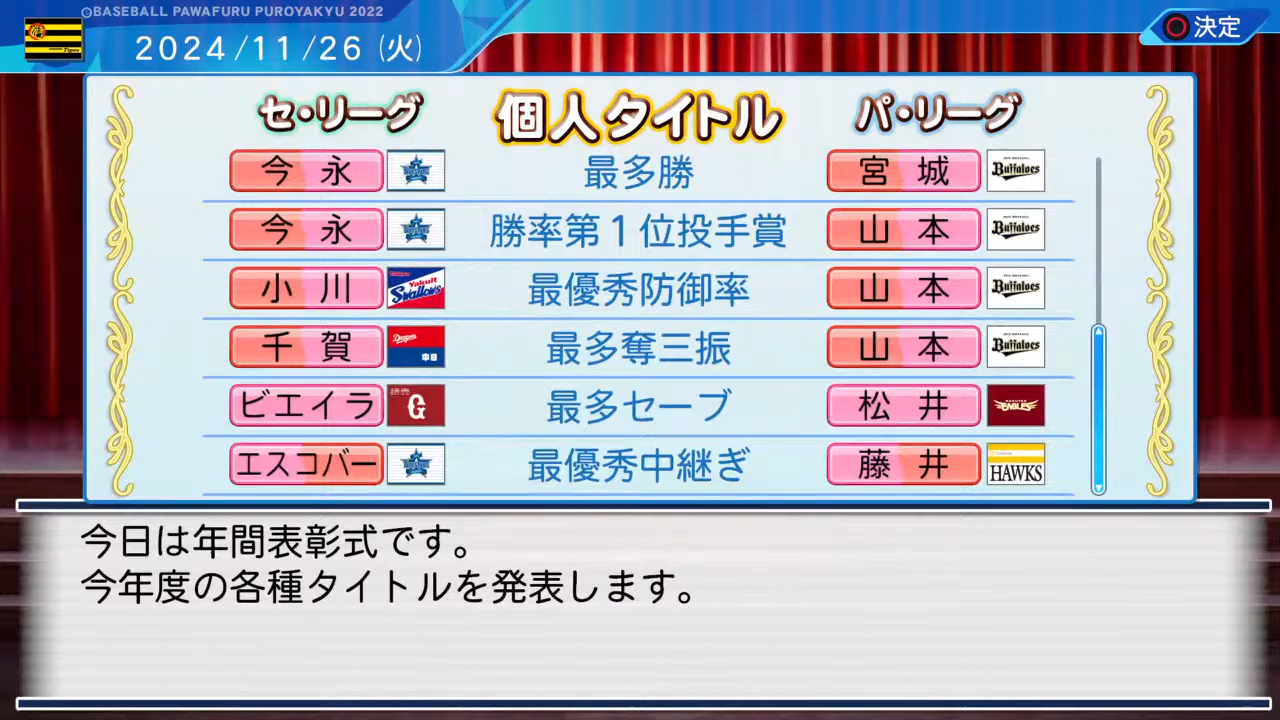 ©BASEBALL PAWAFURU PUROYAKYU 2022
2024/11/26 (火)
決定
セ・リーグ 個人タイトル パ・リーグ
今永 最多勝 宮城 Buffaloes
今永 勝率第1位投手賞 山本 Buffaloes
小川 Yakult Swallows 最優秀防御率 山本 Buffaloes
千賀 Dragons 中日 最多奪三振 山本 Buffaloes
ビエイラ G 最多セーブ 松井 EAGLES
エスコバー 最優秀中継ぎ 藤井 HAWKS
今日は年間表彰式です。
今年度の各種タイトルを発表します。